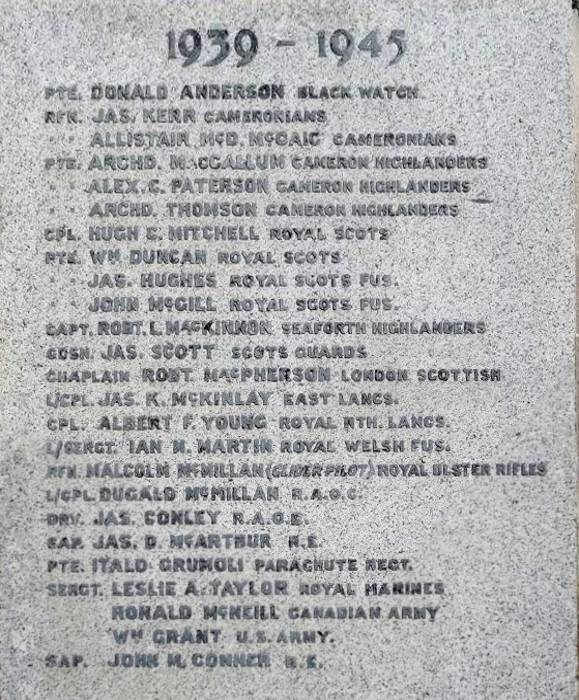 1939 - 1945
PTE. DONALD ANDERSON BLACK WATCH
RFN. JAS. KERR CAMERONIANS
" " ALLISTAIR McD. McCAIG CAMERONIANS
PTE. ARCHD. MACCALLUM CAMERON HIGHLANDERS
" " ALEX. C. PATERSON CAMERON HIGHLANDERS
" " ARCHD. THOMSON CAMERON HIGHLANDERS
CPL. HUGH C. MITCHELL ROYAL SCOTS
PTE. WM DUNCAN ROYAL SCOTS
" " JAS. HUGHES ROYAL SCOTS FUS.
" " JOHN McGILL ROYAL SCOTS FUS.
CAPT. ROBT. L. MACKINNON SEAFORTH HIGHLANDERS
GDSN. JAS. SCOTT SCOTS GUARDS
CHAPLAIN ROBT. MACPHERSON LONDON SCOTTISH
L/CPL. JAS. K. McKINLAY EAST LANCS.
CPL. ALBERT F. YOUNG ROYAL NTH. LANCS.
L/SERGT. IAN N. MARTIN ROYAL WELSH FUS.
RFN. MALCOLM McMILLAN (GLIDER PILOT) ROYAL ULSTER RIFLES
L/CPL DUGALD McMILLAN R.A.O.C.
DRV. JAS. CONLEY
SAP. JAS. D. McARTHUR R.E.
PTE. ITALO GRUMOLI PARACHUTE REGT.
SERGT. LESLIE A. TAYLOR ROYAL MARINES
RONALD McNEILL CANADIAN ARMY
WM GRANT U.S. ARMY.
SAP. JOHN M. CONNER R.E.